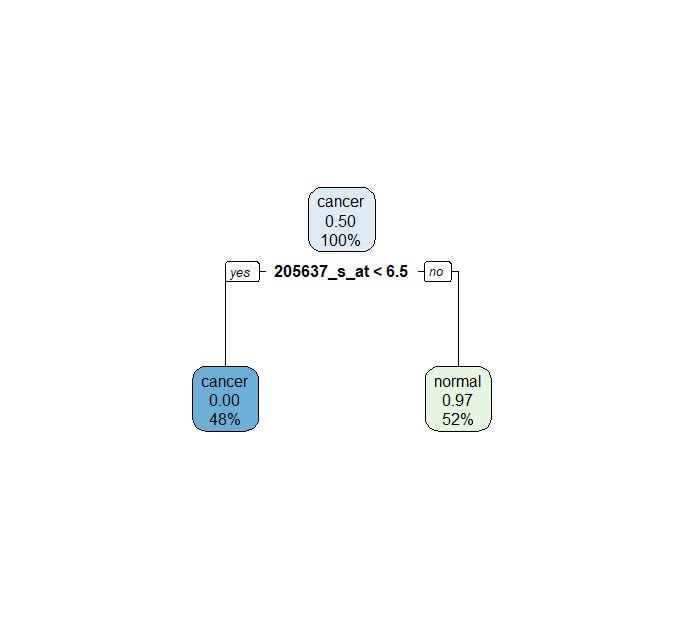 cancer
0.50
100%
yes
205637_s_at < 6.5
no
cancer
0.00
48%
normal
0.97
52%